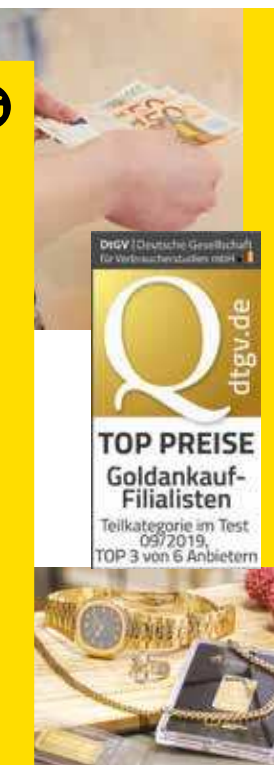 DtGV | Deutsche Gesellschaft
für Verbraucherstudien mbH
Q
dtgv.de
TOP PREISE
Goldankauf-
Filialisten
Teilkategorie im Test
09/2019,
TOP 3 von 6 Anbietern